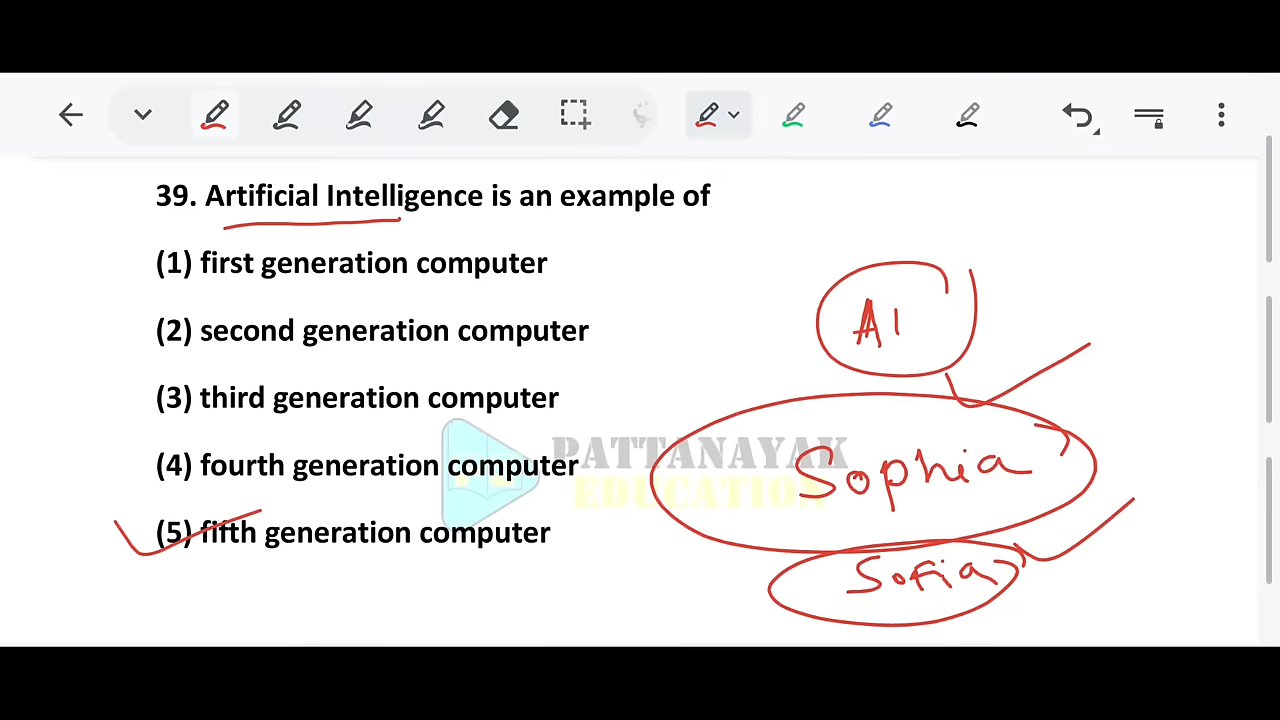 39. Artificial Intelligence is an example of
(1) first generation computer
(2) second generation computer
(3) third generation computer
(4) fourth generation computer
(5) fifth generation computer
AI
Sophia
Sofia
PATTANAYAK
EDUCATION